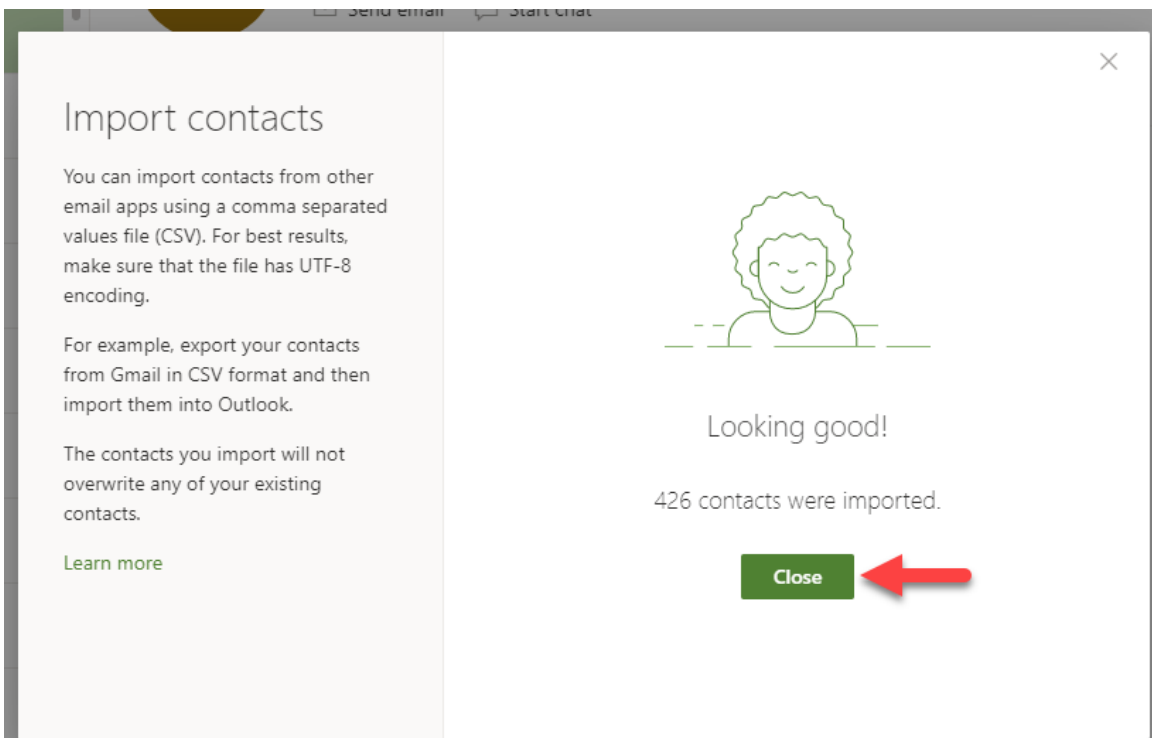 Send email Start chat
Import contacts
You can import contacts from other
email apps using a comma separated
values file (CSV). For best results,
make sure that the file has UTF-8
encoding.
For example, export your contacts
from Gmail in CSV format and then
import them into Outlook.
The contacts you import will not
overwrite any of your existing
contacts.
Learn more
Looking good!
426 contacts were imported.
Close